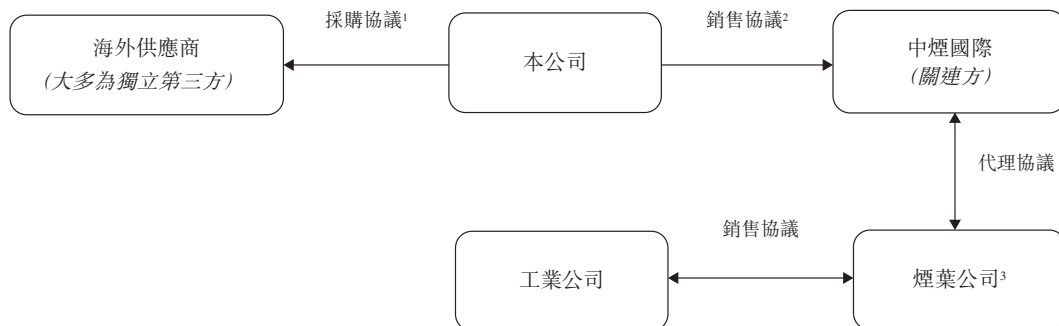 採購協議¹
銷售協議²
海外供應商
(大多為獨立第三方)
本公司
中煙國際
(關連方)
代理協議
銷售協議
工業公司
煙葉公司³